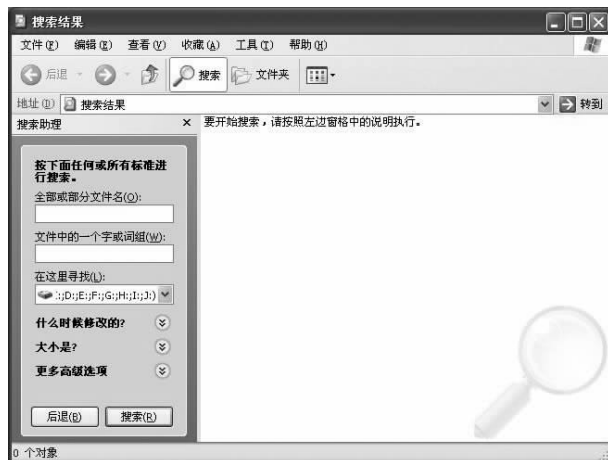 搜索结果
文件(F) 编辑(E) 查看(V) 收藏(A) 工具(T) 帮助(H)
后退 搜索 文件夹
地址(D) 搜索结果 转到
搜索助理 ×
要开始搜索，请按照左边窗格中的说明执行。
按下面任何或所有标准进
行搜索。
全部或部分文件名(O):
文件中的一个字或词组(W):
在这里寻找(L):
:;D:;E:;F:;G:;H:;I:;J:)
什么时候修改的?
大小是?
更多高级选项
后退(B) 搜索(R)
0 个对象